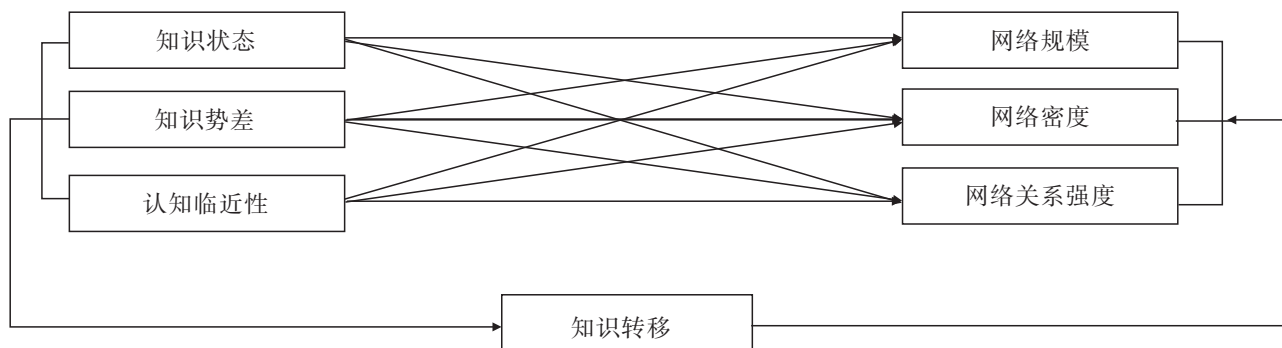 知识状态
网络规模
知识势差
网络密度
认知临近性
网络关系强度
知识转移